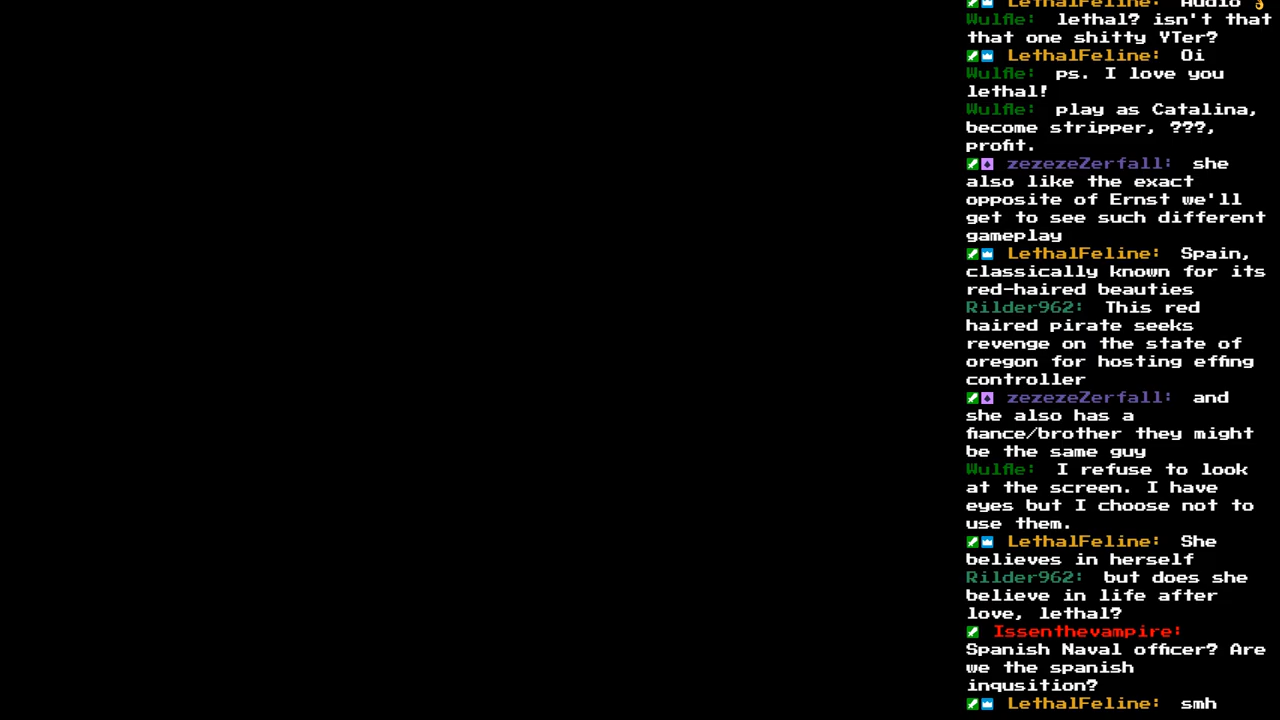 LethalFeline: Audio 👌
Wulfie: lethal? isn't that
that one shitty YTer?
LethalFeline: Oi
Wulfie: ps. I love you
lethal!
Wulfie: play as Catalina,
become stripper, ???,
profit.
zezezeZerfall: she
also like the exact
opposite of Ernst we'll
get to see such different
gameplay
LethalFeline: Spain,
classically known for its
red-haired beauties
Rilder962: This red
haired pirate seeks
revenge on the state of
oregon for hosting effing
controller
zezezeZerfall: and
she also has a
fiance/brother they might
be the same guy
Wulfie: I refuse to look
at the screen. I have
eyes but I choose not to
use them.
LethalFeline: She
believes in herself
Rilder962: but does she
believe in life after
love, lethal?
Issenthevampire:
Spanish Naval officer? Are
we the spanish
inqusition?
LethalFeline: smh